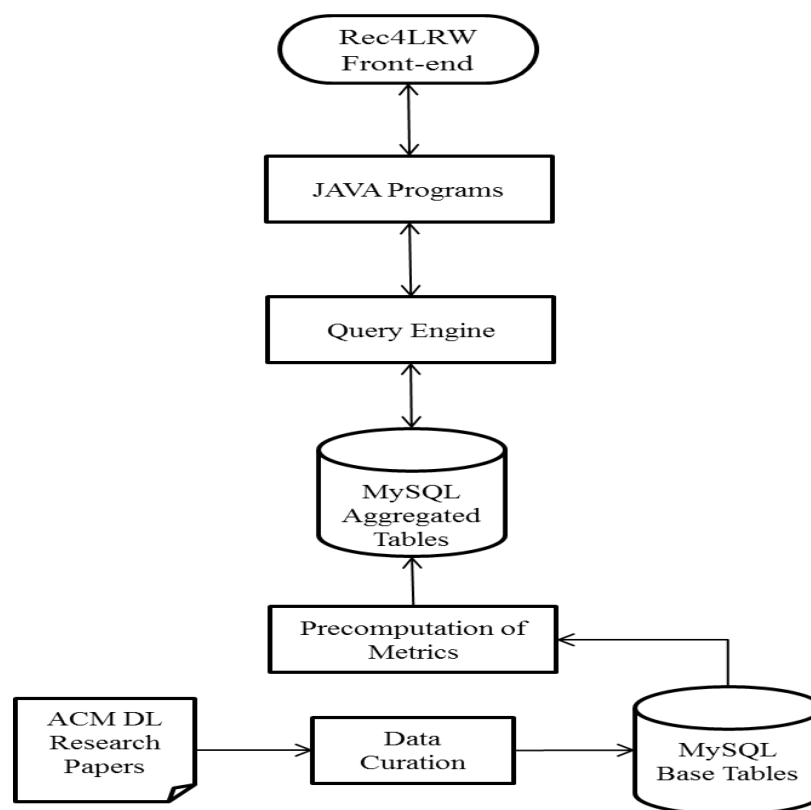 Rec4LRW
Front-end
JAVA Programs
Query Engine
MySQL
Aggregated
Tables
Precomputation of
Metrics
ACM DL
Research
Papers
Data
Curation
MySQL
Base Tables